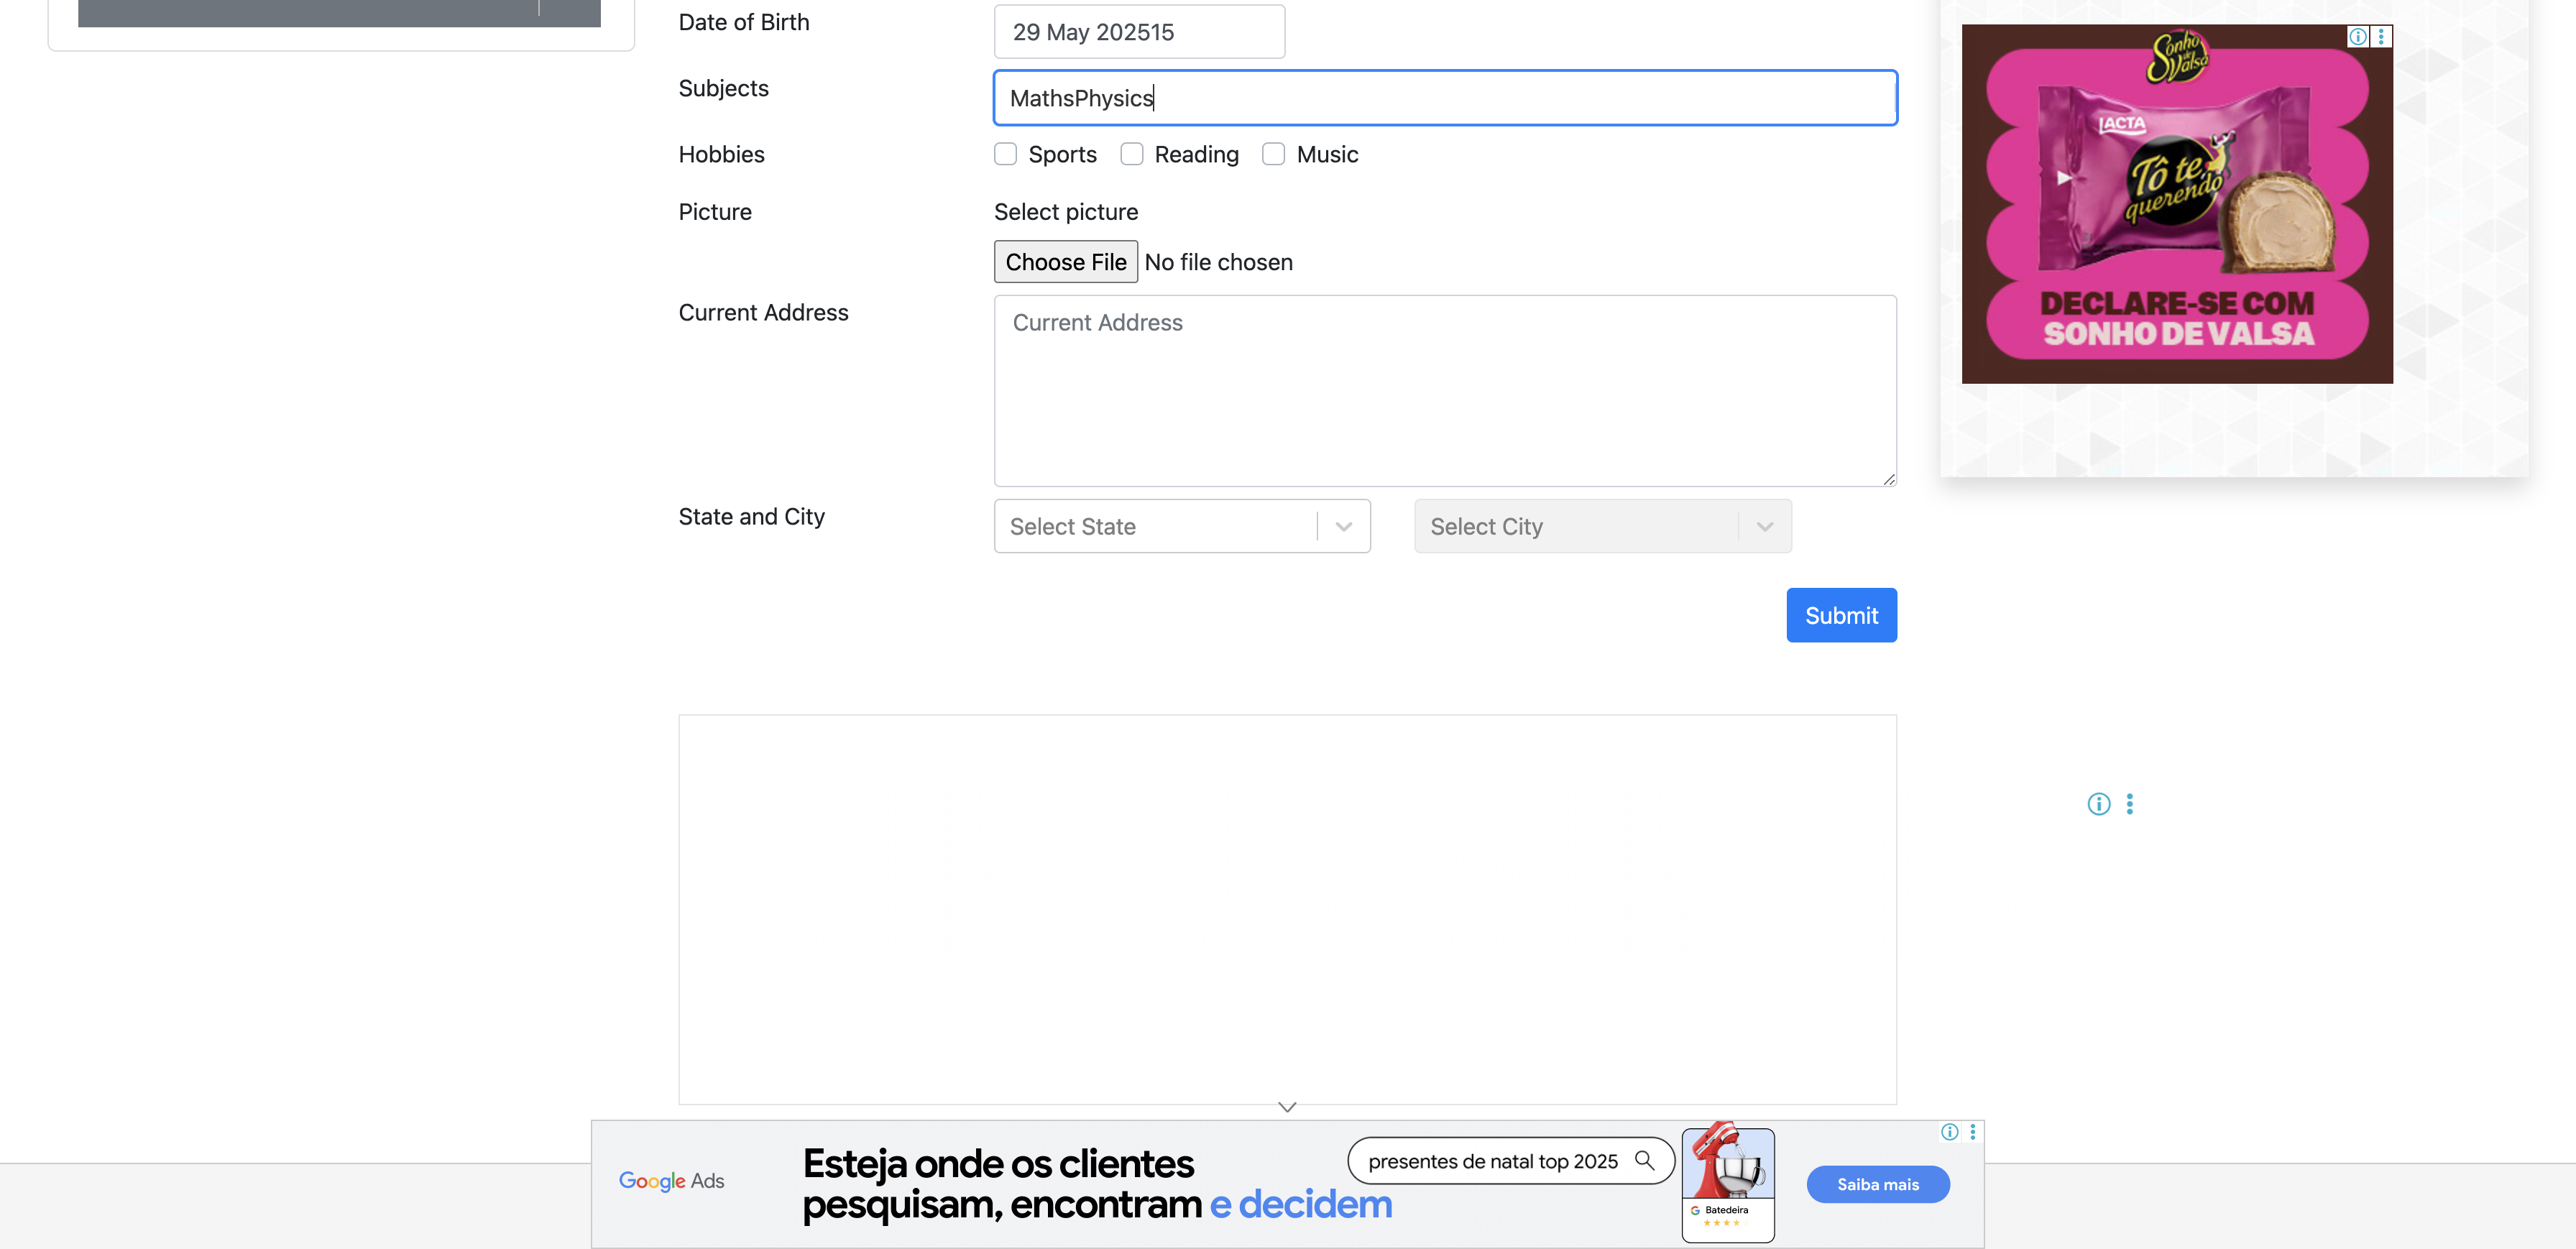 Date of Birth
29 May 202515
Subjects
MathsPhysics
Hobbies
Sports
Reading
Music
Picture
Select picture
Choose File No file chosen
Current Address
Current Address
State and City
Select State
Select City
Submit
Sonho de Valsa
LACTA
Tô te
querendo
DECLARE-SE COM
SONHO DE VALSA
Google Ads
Esteja onde os clientes
pesquisam, encontram e decidem
presentes de natal top 2025
G Batedeira
Saiba mais